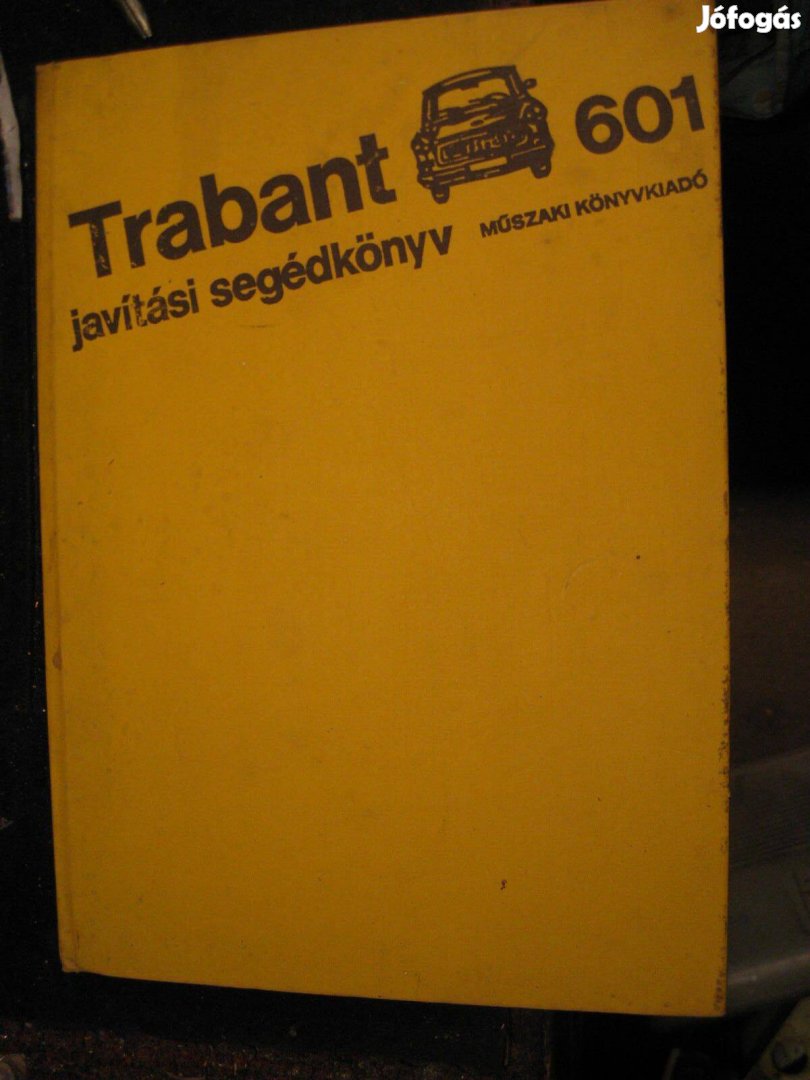 Jófogás
Trabant 601
javítási segédkönyv MŰSZAKI KÖNYVKIADÓ